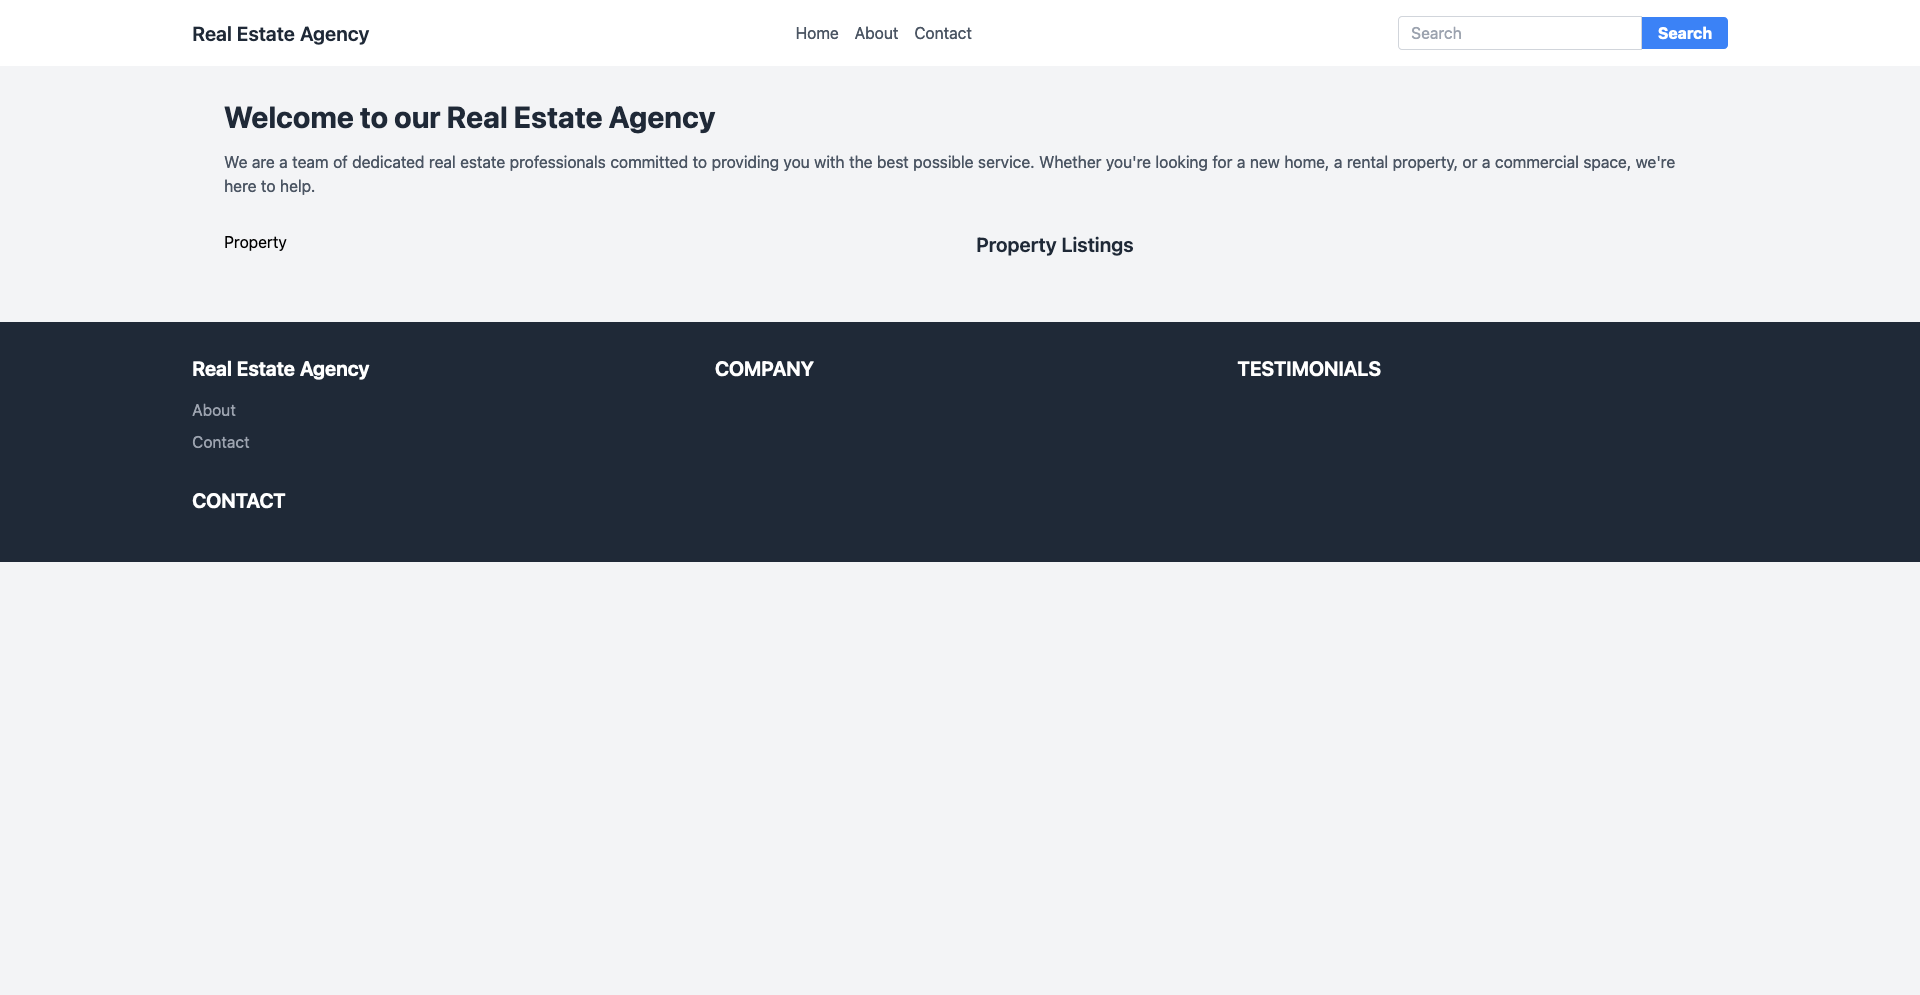 Real Estate Agency
Home About Contact
Search
Search
Welcome to our Real Estate Agency
We are a team of dedicated real estate professionals committed to providing you with the best possible service. Whether you're looking for a new home, a rental property, or a commercial space, we're
here to help.
Property
Property Listings
Real Estate Agency
About
Contact
COMPANY
TESTIMONIALS
CONTACT